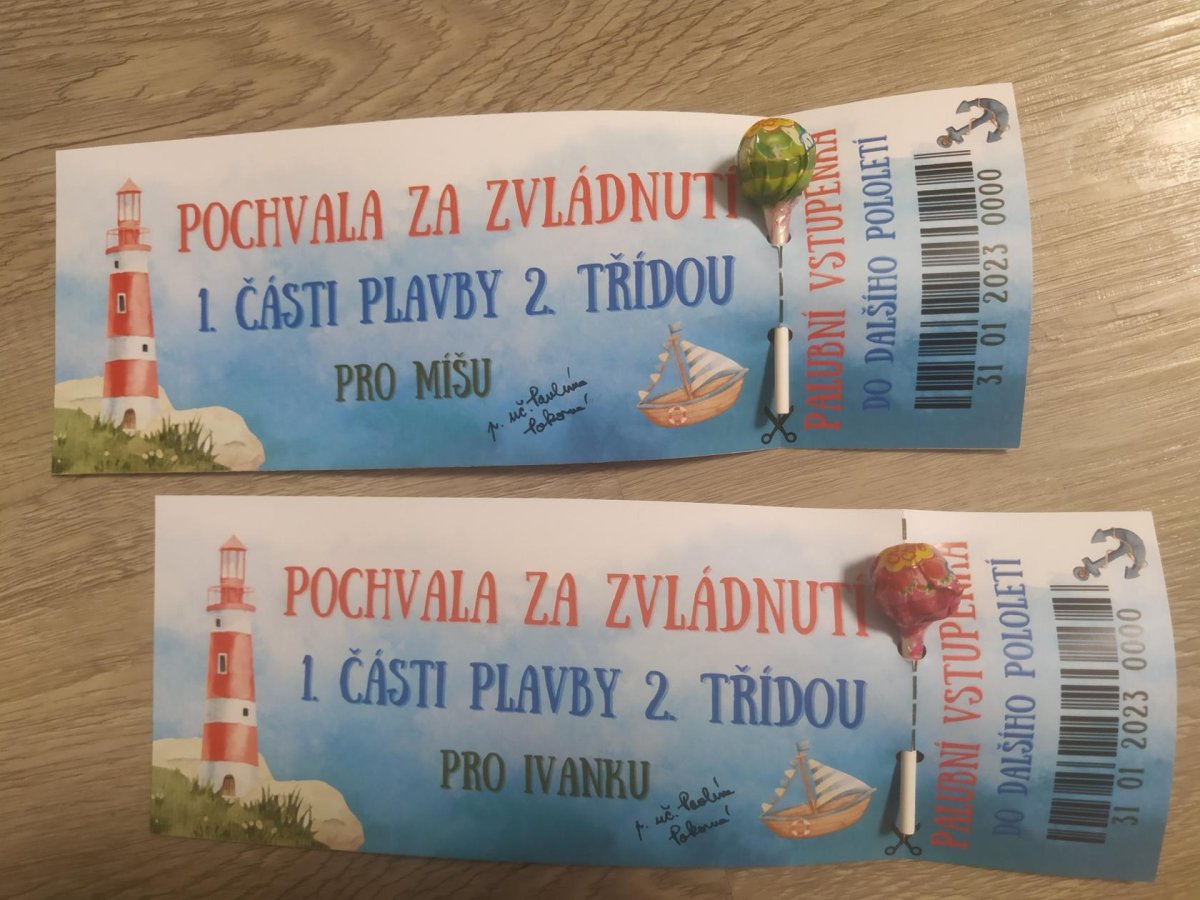 POCHVALA ZA ZVLÁDNUTÍ
1. ČÁSTI PLAVBY 2. TŘÍDOU
PRO MÍŠU
p. uč. Pavlína
Pokorná
PALUBNÍ VSTUPENKA
DO DALŠÍHO POLOLETÍ
31 01 2023 0000
POCHVALA ZA ZVLÁDNUTÍ
1. ČÁSTI PLAVBY 2. TŘÍDOU
PRO IVANKU
p. uč. Pavlína
Pokorná
PALUBNÍ VSTUPENKA
DO DALŠÍHO POLOLETÍ
31 01 2023 0000